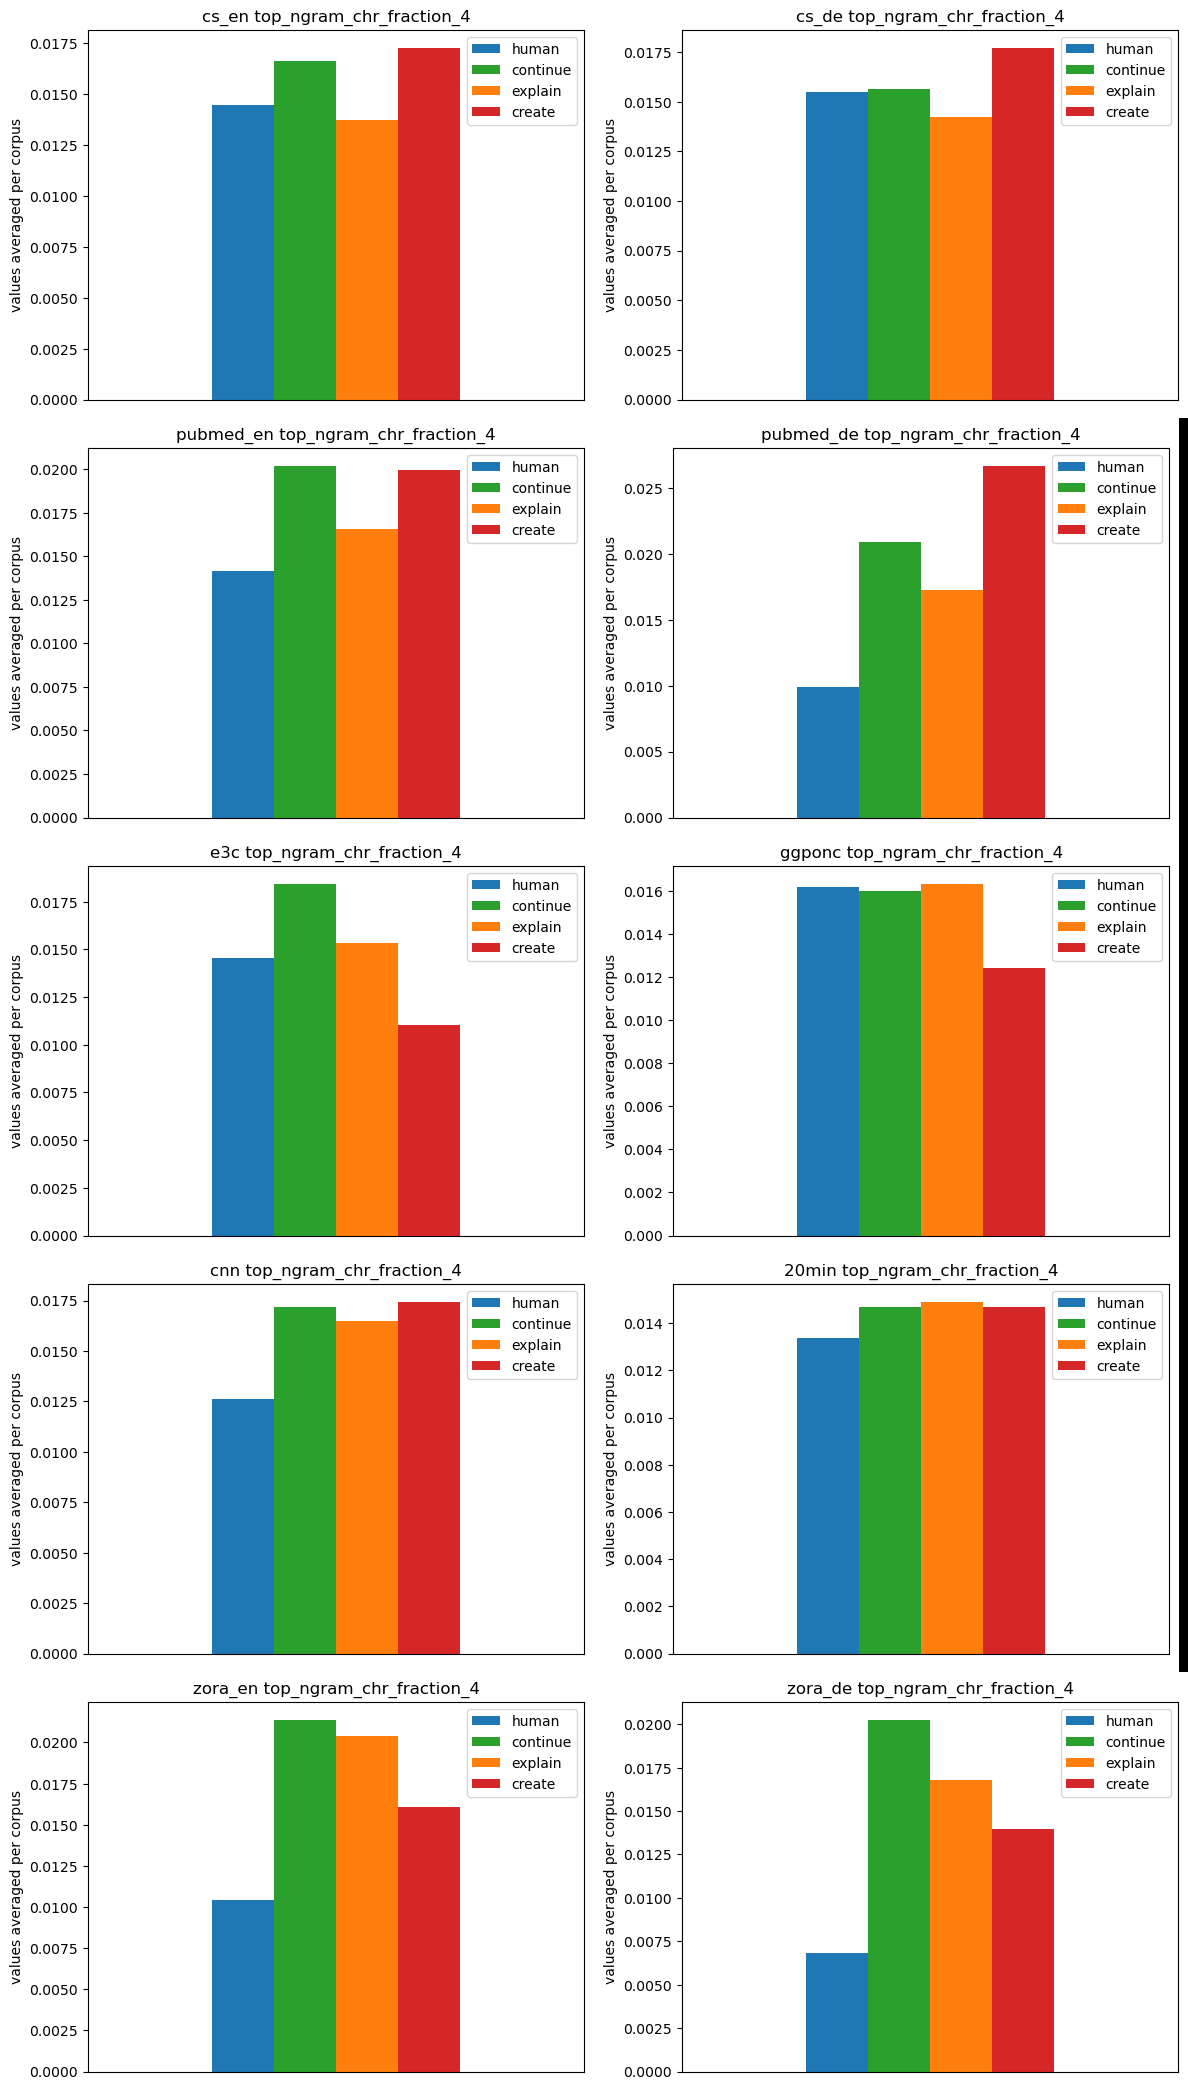 cs_en top_ngram_chr_fraction_4
values averaged per corpus
0.0175
0.0150
0.0125
0.0100
0.0075
0.0050
0.0025
0.0000
human
continue
explain
create
cs_de top_ngram_chr_fraction_4
values averaged per corpus
0.0175
0.0150
0.0125
0.0100
0.0075
0.0050
0.0025
0.0000
human
continue
explain
create
pubmed_en top_ngram_chr_fraction_4
values averaged per corpus
0.0200
0.0175
0.0150
0.0125
0.0100
0.0075
0.0050
0.0025
0.0000
human
continue
explain
create
pubmed_de top_ngram_chr_fraction_4
values averaged per corpus
0.025
0.020
0.015
0.010
0.005
0.000
human
continue
explain
create
e3c top_ngram_chr_fraction_4
values averaged per corpus
0.0175
0.0150
0.0125
0.0100
0.0075
0.0050
0.0025
0.0000
human
continue
explain
create
ggponc top_ngram_chr_fraction_4
values averaged per corpus
0.016
0.014
0.012
0.010
0.008
0.006
0.004
0.002
0.000
human
continue
explain
create
cnn top_ngram_chr_fraction_4
values averaged per corpus
0.0175
0.0150
0.0125
0.0100
0.0075
0.0050
0.0025
0.0000
human
continue
explain
create
20min top_ngram_chr_fraction_4
values averaged per corpus
0.014
0.012
0.010
0.008
0.006
0.004
0.002
0.000
human
continue
explain
create
zora_en top_ngram_chr_fraction_4
values averaged per corpus
0.0200
0.0175
0.0150
0.0125
0.0100
0.0075
0.0050
0.0025
0.0000
human
continue
explain
create
zora_de top_ngram_chr_fraction_4
values averaged per corpus
0.0200
0.0175
0.0150
0.0125
0.0100
0.0075
0.0050
0.0025
0.0000
human
continue
explain
create